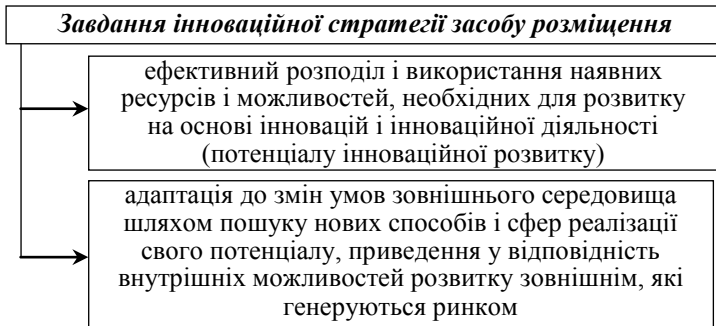 Завдання інноваційної стратегії засобу розміщення
ефективний розподіл і використання наявних
ресурсів і можливостей, необхідних для розвитку
на основі інновацій і інноваційної діяльності
(потенціалу інноваційної розвитку)
адаптація до змін умов зовнішнього середовища
шляхом пошуку нових способів і сфер реалізації
свого потенціалу, приведення у відповідність
внутрішніх можливостей розвитку зовнішнім, які
генеруються ринком